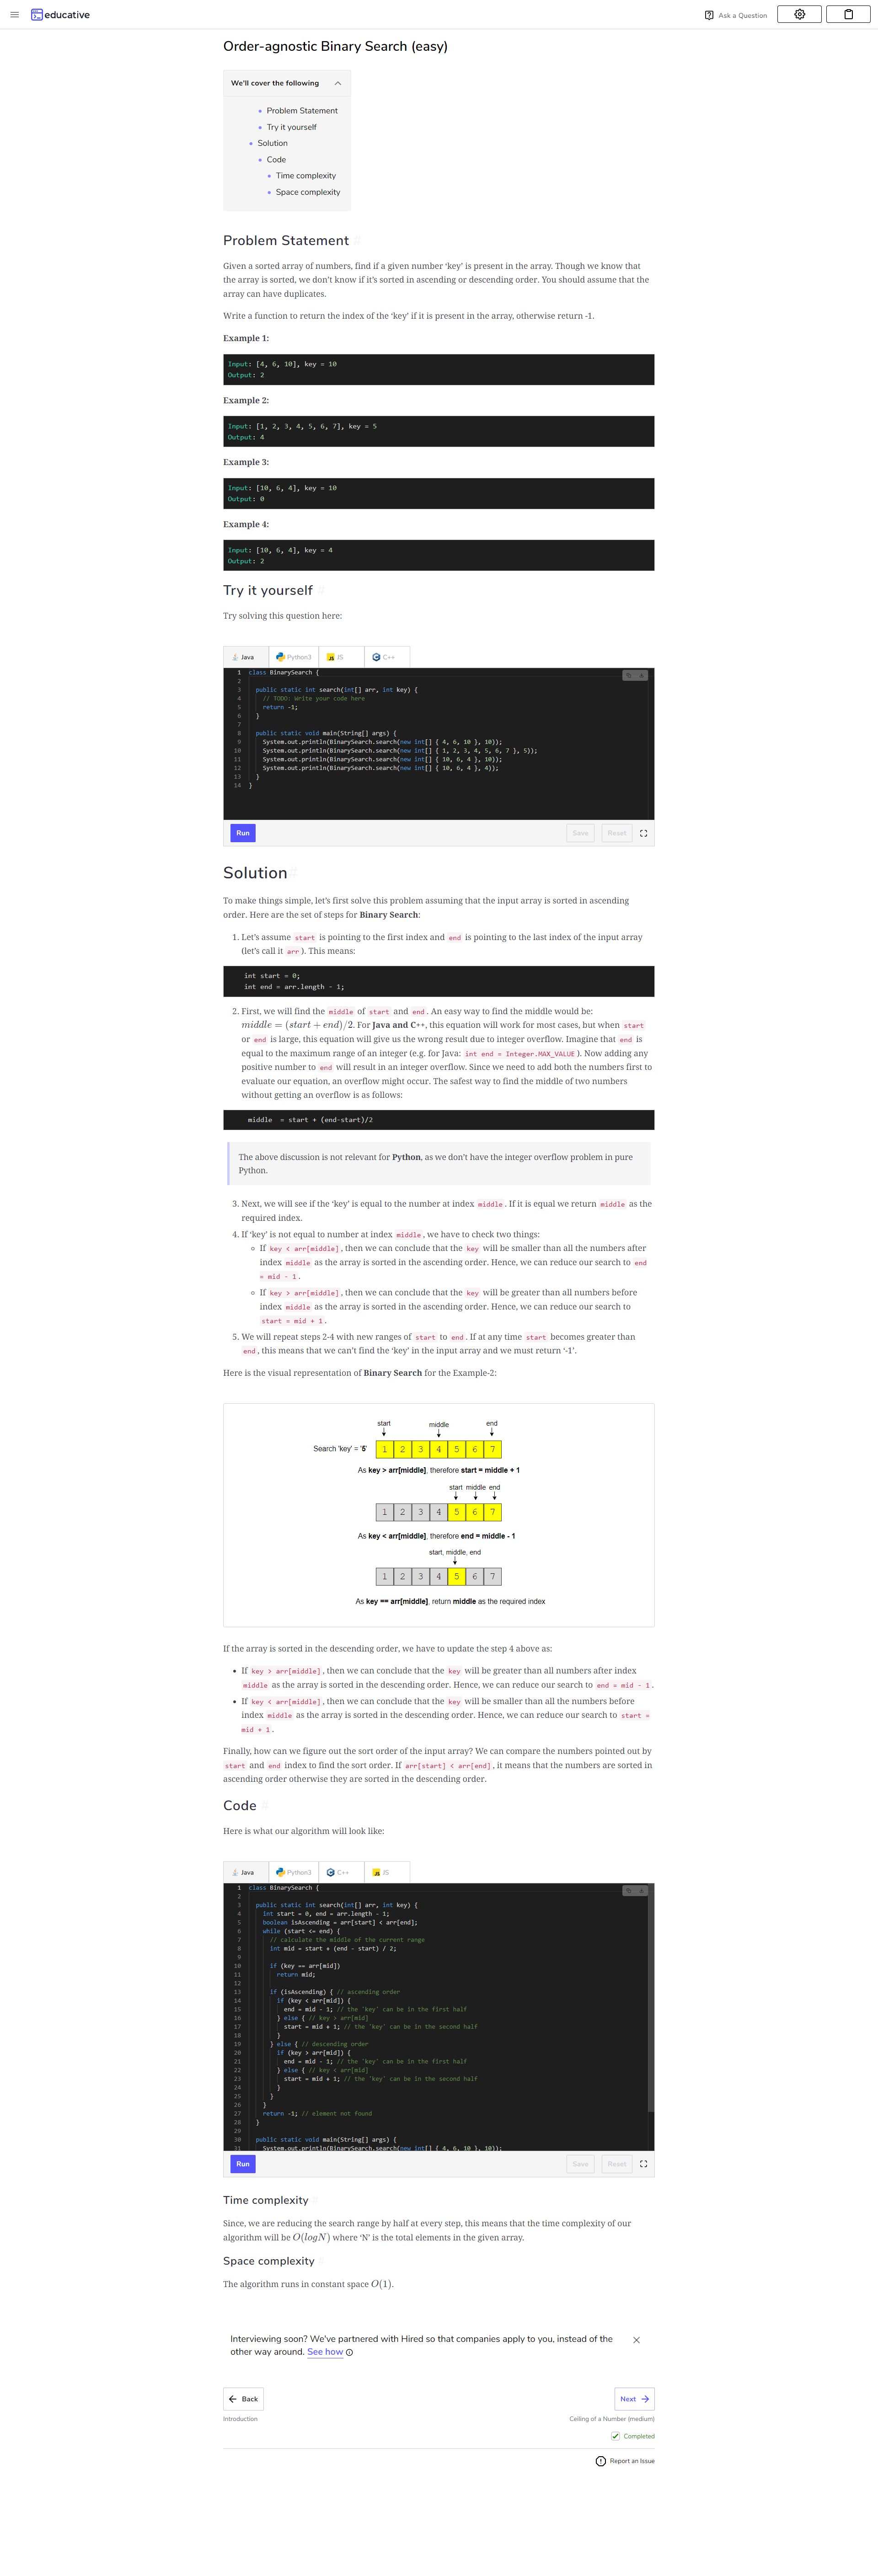 educative
Ask a Question
Order-agnostic Binary Search (easy)
We'll cover the following
Problem Statement
Try it yourself
Solution
Code
Time complexity
Space complexity
Problem Statement
Given a sorted array of numbers, find if a given number ‘key’ is present in the array. Though we know that
the array is sorted, we don’t know if it’s sorted in ascending or descending order. You should assume that the
array can have duplicates.
Write a function to return the index of the ‘key’ if it is present in the array, otherwise return -1.
Example 1:
Input: [4, 6, 10], key = 10
Output: 2
Example 2:
Input: [1, 2, 3, 4, 5, 6, 7], key = 5
Output: 4
Example 3:
Input: [10, 6, 4], key = 10
Output: 0
Example 4:
Input: [10, 6, 4], key = 4
Output: 2
Try it yourself
Try solving this question here:
Java Python3 JS C++
1 class BinarySearch {
2
3 public static int search(int[] arr, int key) {
4 // TODO: Write your code here
5 return -1;
6 }
7
8 public static void main(String[] args) {
9 System.out.println(BinarySearch.search(new int[] { 4, 6, 10 }, 10));
10 System.out.println(BinarySearch.search(new int[] { 1, 2, 3, 4, 5, 6, 7 }, 5));
11 System.out.println(BinarySearch.search(new int[] { 10, 6, 4 }, 10));
12 System.out.println(BinarySearch.search(new int[] { 10, 6, 4 }, 4));
13 }
14 }
Run Save Reset
Solution
To make things simple, let’s first solve this problem assuming that the input array is sorted in ascending
order. Here are the set of steps for Binary Search:
1. Let’s assume start is pointing to the first index and end is pointing to the last index of the input array
(let’s call it arr). This means:
int start = 0;
int end = arr.length - 1;
2. First, we will find the middle of start and end. An easy way to find the middle would be:
middle = (start + end)/2. For Java and C++, this equation will work for most cases, but when start
or end is large, this equation will give us the wrong result due to integer overflow. Imagine that end is
equal to the maximum range of an integer (e.g. for Java: int end = Integer.MAX_VALUE). Now adding any
positive number to end will result in an integer overflow. Since we need to add both the numbers first to
evaluate our equation, an overflow might occur. The safest way to find the middle of two numbers
without getting an overflow is as follows:
middle = start + (end-start)/2
The above discussion is not relevant for Python, as we don’t have the integer overflow problem in pure
Python.
3. Next, we will see if the ‘key’ is equal to the number at index middle. If it is equal we return middle as the
required index.
4. If ‘key’ is not equal to number at index middle, we have to check two things:
If key < arr[middle], then we can conclude that the key will be smaller than all the numbers after
index middle as the array is sorted in the ascending order. Hence, we can reduce our search to end
= mid - 1.
If key > arr[middle], then we can conclude that the key will be greater than all numbers before
index middle as the array is sorted in the ascending order. Hence, we can reduce our search to
start = mid + 1.
5. We will repeat steps 2-4 with new ranges of start to end. If at any time start becomes greater than
end, this means that we can’t find the ‘key’ in the input array and we must return ‘-1’.
Here is the visual representation of Binary Search for the Example-2:
start middle end
Search 'key' = '5' 1 2 3 4 5 6 7
As key > arr[middle], therefore start = middle + 1
start middle end
1 2 3 4 5 6 7
As key < arr[middle], therefore end = middle - 1
start, middle, end
1 2 3 4 5 6 7
As key == arr[middle], return middle as the required index
If the array is sorted in the descending order, we have to update the step 4 above as:
If key > arr[middle], then we can conclude that the key will be greater than all numbers after index
middle as the array is sorted in the descending order. Hence, we can reduce our search to end = mid - 1.
If key < arr[middle], then we can conclude that the key will be smaller than all the numbers before
index middle as the array is sorted in the descending order. Hence, we can reduce our search to start =
mid + 1.
Finally, how can we figure out the sort order of the input array? We can compare the numbers pointed out by
start and end index to find the sort order. If arr[start] < arr[end], it means that the numbers are sorted in
ascending order otherwise they are sorted in the descending order.
Code
Here is what our algorithm will look like:
Java Python3 C++ JS
1 class BinarySearch {
2
3 public static int search(int[] arr, int key) {
4 int start = 0, end = arr.length - 1;
5 boolean isAscending = arr[start] < arr[end];
6 while (start <= end) {
7 // calculate the middle of the current range
8 int mid = start + (end - start) / 2;
9
10 if (key == arr[mid])
11 return mid;
12
13 if (isAscending) { // ascending order
14 if (key < arr[mid]) {
15 end = mid - 1; // the 'key' can be in the first half
16 } else { // key > arr[mid]
17 start = mid + 1; // the 'key' can be in the second half
18 }
19 } else { // descending order
20 if (key > arr[mid]) {
21 end = mid - 1; // the 'key' can be in the first half
22 } else { // key < arr[mid]
23 start = mid + 1; // the 'key' can be in the second half
24 }
25 }
26 }
27 return -1; // element not found
28 }
29
30 public static void main(String[] args) {
31 System.out.println(BinarySearch.search(new int[] { 4, 6, 10 }, 10));
Run Save Reset
Time complexity
Since, we are reducing the search range by half at every step, this means that the time complexity of our
algorithm will be O(logN) where ‘N’ is the total elements in the given array.
Space complexity
The algorithm runs in constant space O(1).
Interviewing soon? We've partnered with Hired so that companies apply to you, instead of the
other way around. See how
Back Next
Introduction Ceiling of a Number (medium)
Completed
Report an Issue